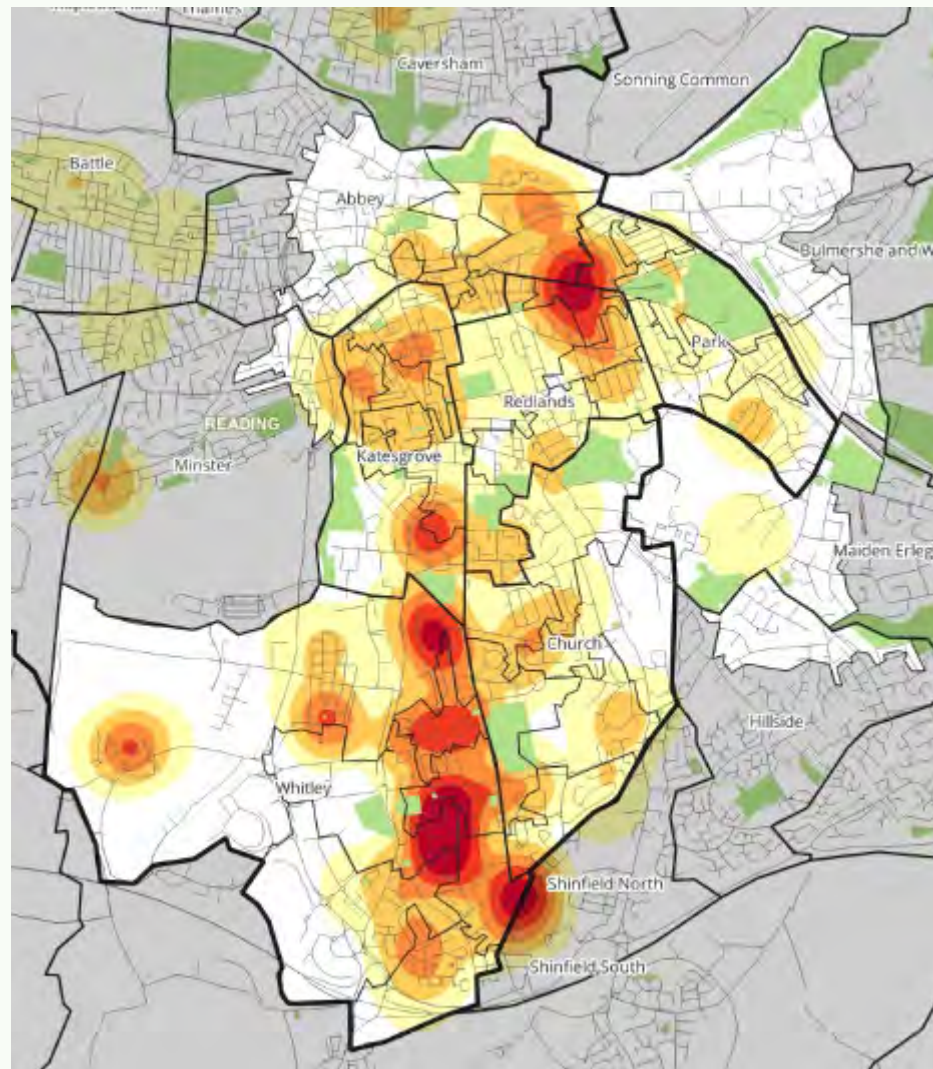 Thames
Caversham
Sonning Common
Battle
Abbey
Bulmershe and W
Park
Redlands
READING
Katesgrove
Minster
Maiden Erleg
Church
Hillside
Whitley
Shinfield North
Shinfield South